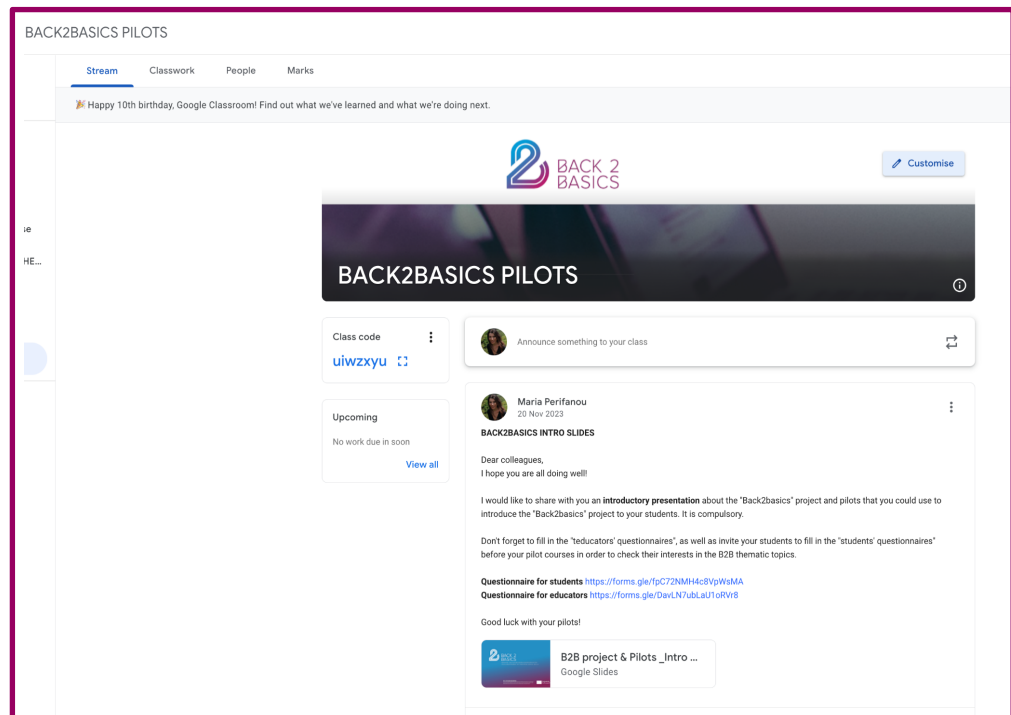 BACK2BASICS PILOTS
Stream Classwork People Marks
🎉 Happy 10th birthday, Google Classroom! Find out what we've learned and what we're doing next.
BACK 2
BASICS
Customise
se
HE...
BACK2BASICS PILOTS
Class code
uiwzxyu
Upcoming
No work due in soon
View all
Announce something to your class
Maria Perifanou
20 Nov 2023
BACK2BASICS INTRO SLIDES
Dear colleagues,
I hope you are all doing well!
I would like to share with you an introductory presentation about the "Back2basics" project and pilots that you could use to
introduce the "Back2basics" project to your students. It is compulsory.
Don't forget to fill in the "teducators' questionnaires", as well as invite your students to fill in the "students' questionnaires"
before your pilot courses in order to check their interests in the B2B thematic topics.
Questionnaire for students https://forms.gle/fpC72NMH4c8VpWsMA
Questionnaire for educators https://forms.gle/DavLN7ubLaU1oRVr8
Good luck with your pilots!
BACK 2
BASICS
B2B project & Pilots _Intro ...
Google Slides